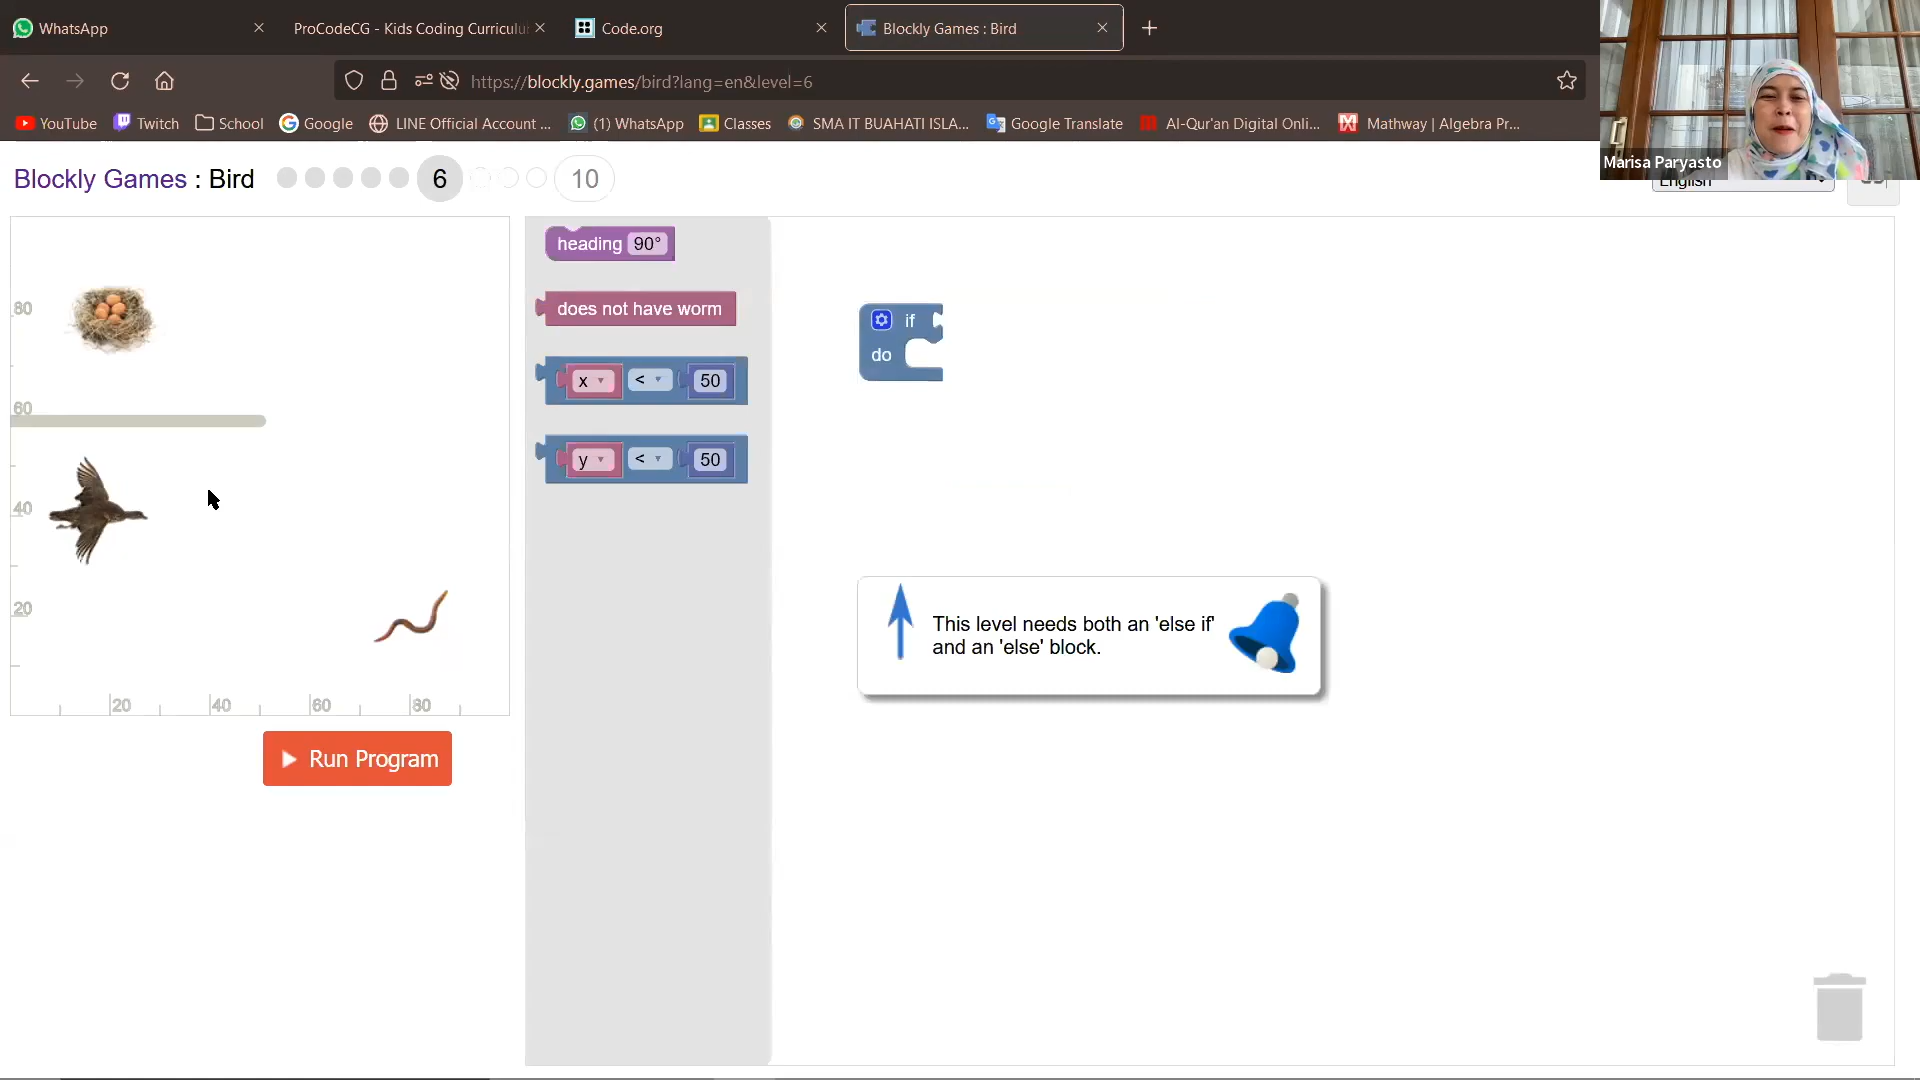 WhatsApp
ProCodeCG - Kids Coding Curriculu
Code.org
Blockly Games : Bird
https://blockly.games/bird?lang=en&level=6
YouTube
Twitch
School
Google
LINE Official Account ...
(1) WhatsApp
Classes
SMA IT BUAHATI ISLA...
Google Translate
Al-Qur'an Digital Onli...
Mathway | Algebra Pr...
Marisa Paryasto
Blockly Games : Bird
6
10
English
80
60
40
20
20
40
60
80
Run Program
heading 90°
does not have worm
x < 50
y < 50
if
do
This level needs both an 'else if'
and an 'else' block.